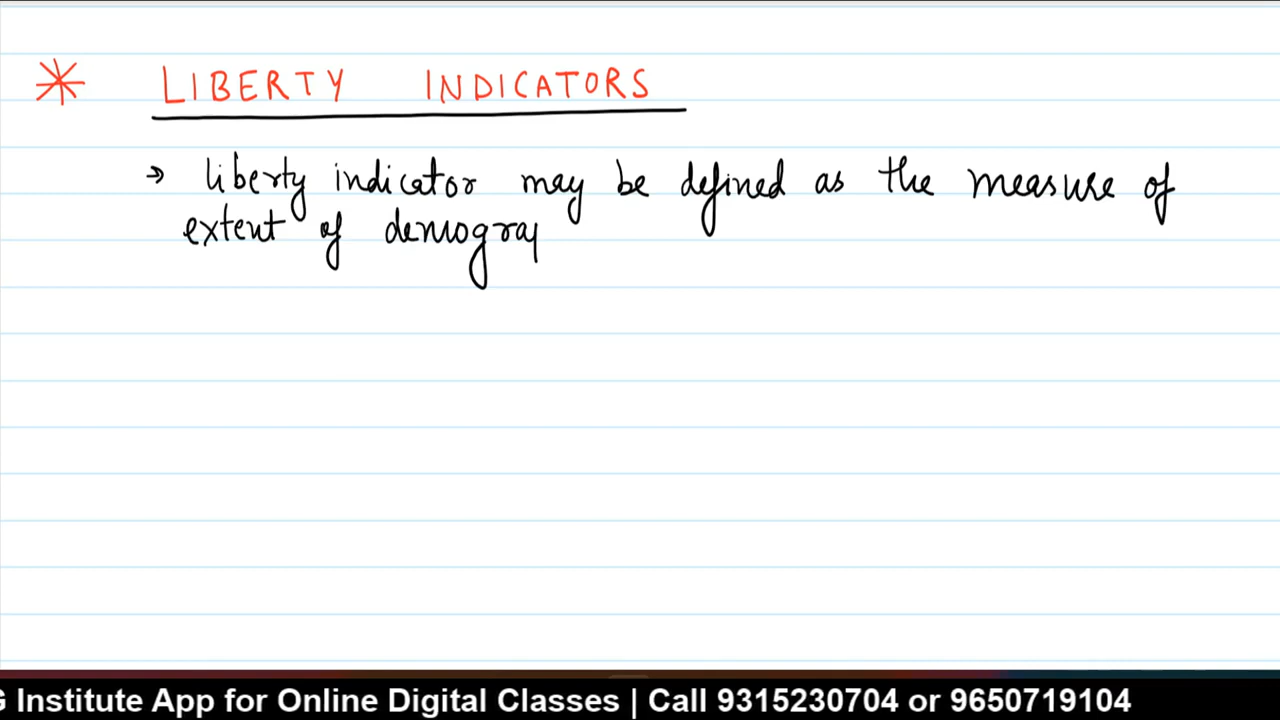 * LIBERTY INDICATORS
→ liberty indicator may be defined as the measure of
extent of demograp
G Institute App for Online Digital Classes | Call 9315230704 or 9650719104